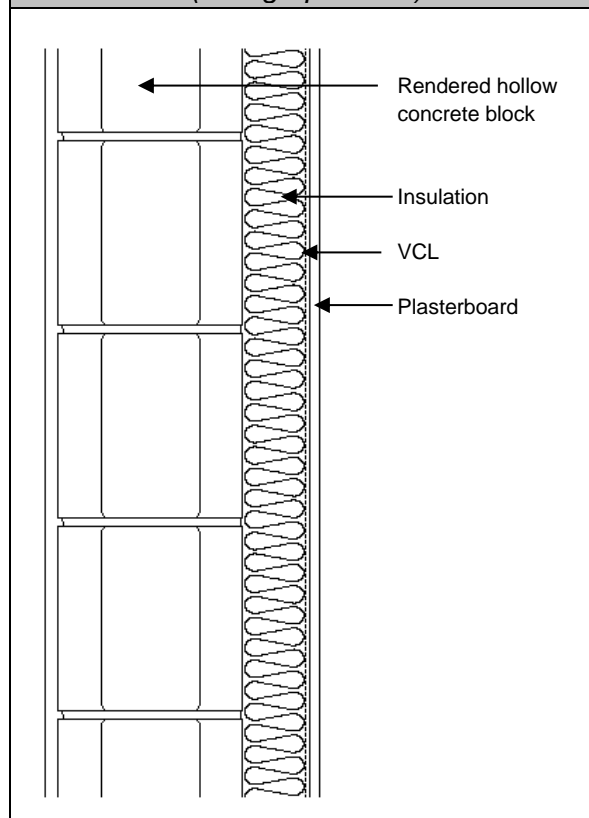 Rendered hollow
concrete block
Insulation
VCL
Plasterboard